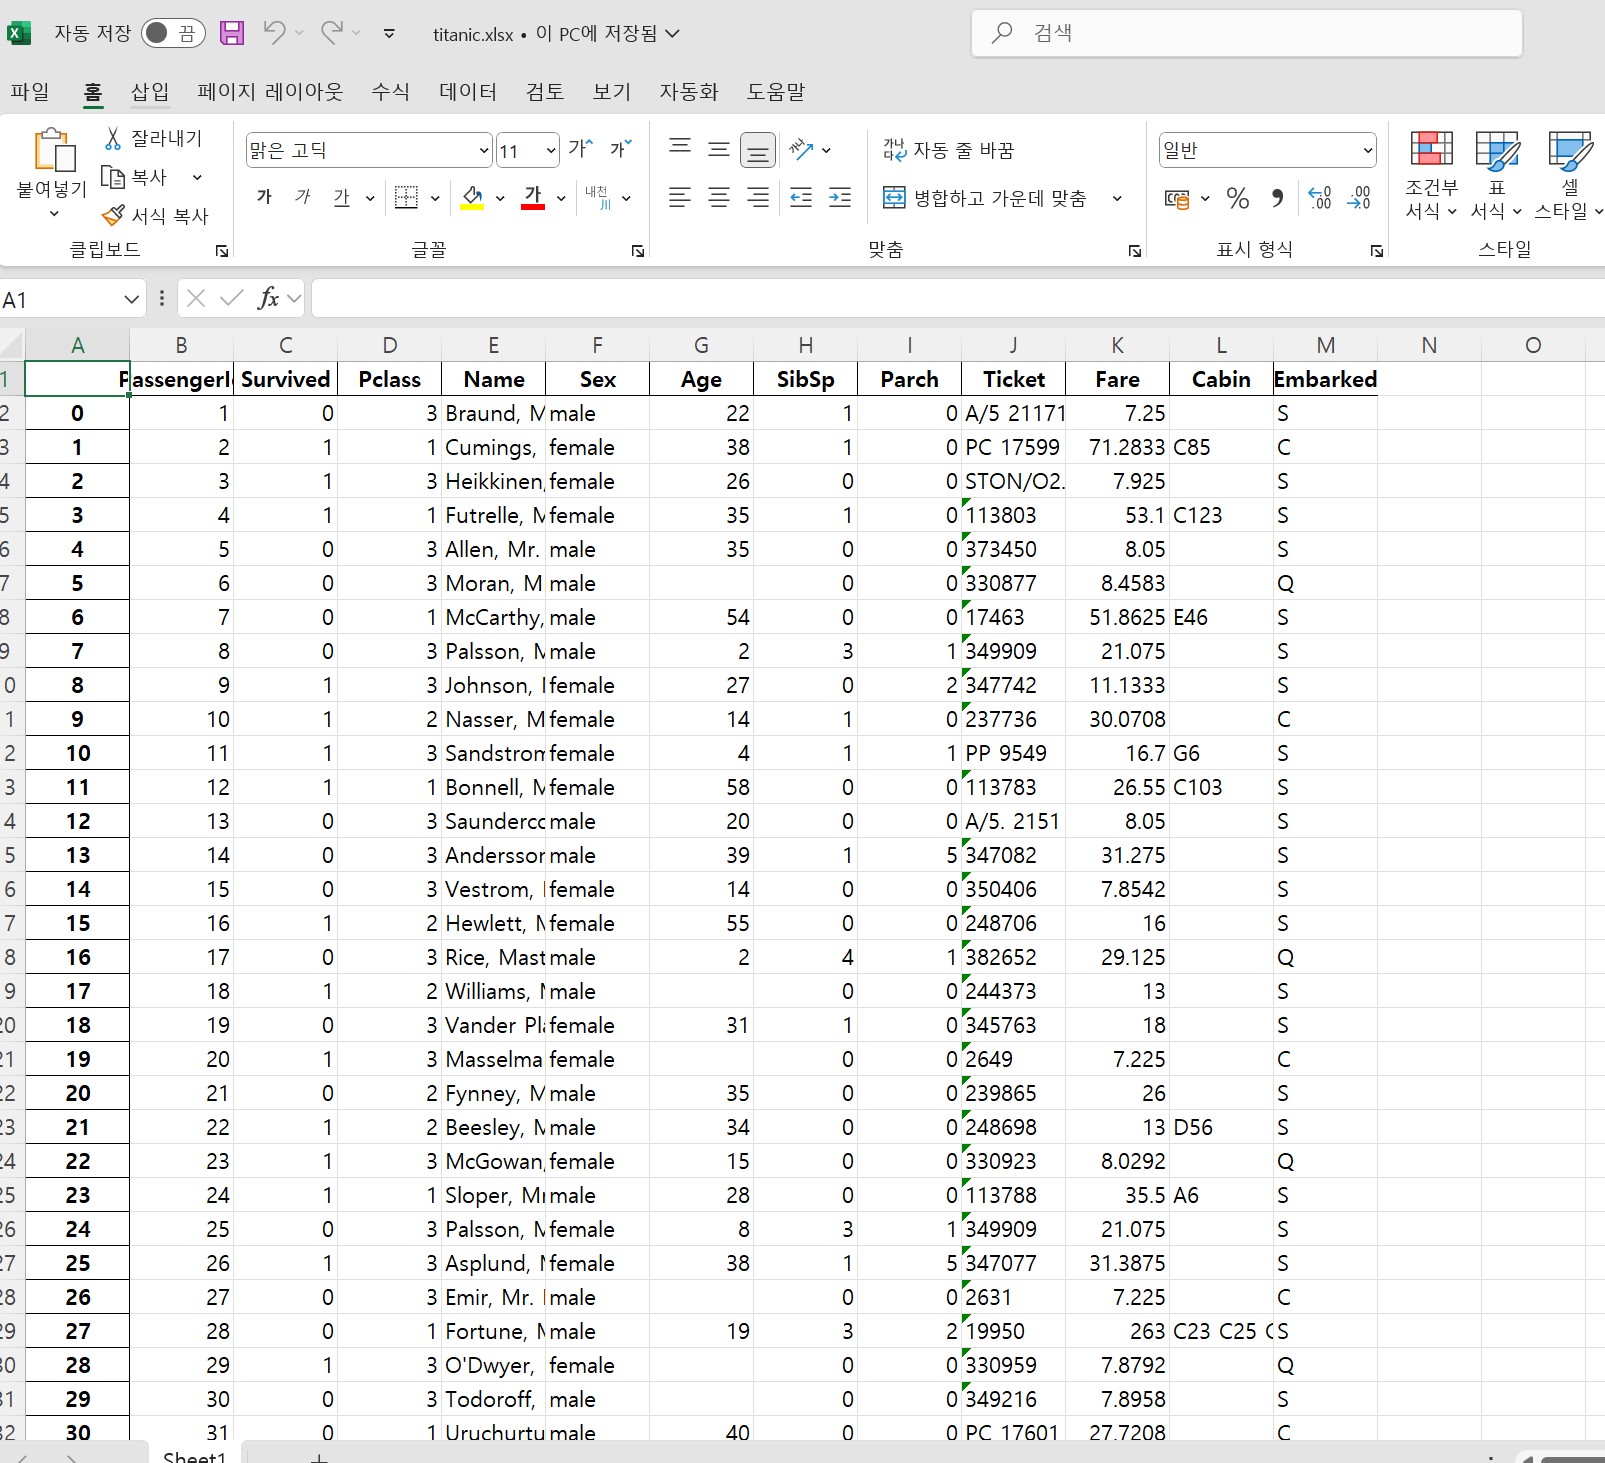 자동 저장 끔 titanic.xlsx • 이 PC에 저장됨 검색
파일 홈 삽입 페이지 레이아웃 수식 데이터 검토 보기 자동화 도움말
붙여넣기 잘라내기 복사 서식 복사 클립보드
맑은 고딕 11 가 가 가 가 가 가 내천 글꼴
가나 다 자동 줄 바꿈 병합하고 가운데 맞춤 맞춤
일반 % 표시 형식
조건부 서식 표 서식 셀 스타일 스타일
A1 fx
A B C D E F G H I J K L M N O
1 PassengerI Survived Pclass Name Sex Age SibSp Parch Ticket Fare Cabin Embarked
2 0 1 0 3 Braund, M male 22 1 0 A/5 21171 7.25 S
3 1 2 1 1 Cumings, female 38 1 0 PC 17599 71.2833 C85 C
4 2 3 1 3 Heikkinen, female 26 0 0 STON/O2. 7.925 S
5 3 4 1 1 Futrelle, M female 35 1 0 113803 53.1 C123 S
6 4 5 0 3 Allen, Mr. male 35 0 0 373450 8.05 S
7 5 6 0 3 Moran, M male 0 0 330877 8.4583 Q
8 6 7 0 1 McCarthy, male 54 0 0 17463 51.8625 E46 S
9 7 8 0 3 Palsson, M male 2 3 1 349909 21.075 S
0 8 9 1 3 Johnson, female 27 0 2 347742 11.1333 S
1 9 10 1 2 Nasser, M female 14 1 0 237736 30.0708 C
2 10 11 1 3 Sandstrom female 4 1 1 PP 9549 16.7 G6 S
3 11 12 1 1 Bonnell, M female 58 0 0 113783 26.55 C103 S
4 12 13 0 3 Saunderco male 20 0 0 A/5. 2151 8.05 S
5 13 14 0 3 Andersson male 39 1 5 347082 31.275 S
6 14 15 0 3 Vestrom, female 14 0 0 350406 7.8542 S
7 15 16 1 2 Hewlett, M female 55 0 0 248706 16 S
8 16 17 0 3 Rice, Mast male 2 4 1 382652 29.125 Q
9 17 18 1 2 Williams, male 0 0 244373 13 S
20 18 19 0 3 Vander Pla female 31 1 0 345763 18 S
21 19 20 1 3 Masselma female 0 0 2649 7.225 C
22 20 21 0 2 Fynney, M male 35 0 0 239865 26 S
23 21 22 1 2 Beesley, M male 34 0 0 248698 13 D56 S
24 22 23 1 3 McGowan, female 15 0 0 330923 8.0292 Q
25 23 24 1 1 Sloper, Mr male 28 0 0 113788 35.5 A6 S
26 24 25 0 3 Palsson, M female 8 3 1 349909 21.075 S
27 25 26 1 3 Asplund, M female 38 1 5 347077 31.3875 S
28 26 27 0 3 Emir, Mr. male 0 0 2631 7.225 C
29 27 28 0 1 Fortune, M male 19 3 2 19950 263 C23 C25 C S
30 28 29 1 3 O'Dwyer, female 0 0 330959 7.8792 Q
31 29 30 0 3 Todoroff, male 0 0 349216 7.8958 S
32 30 31 0 1 Uruchurtu male 40 0 0 PC 17601 27.7208 C
Sheet1